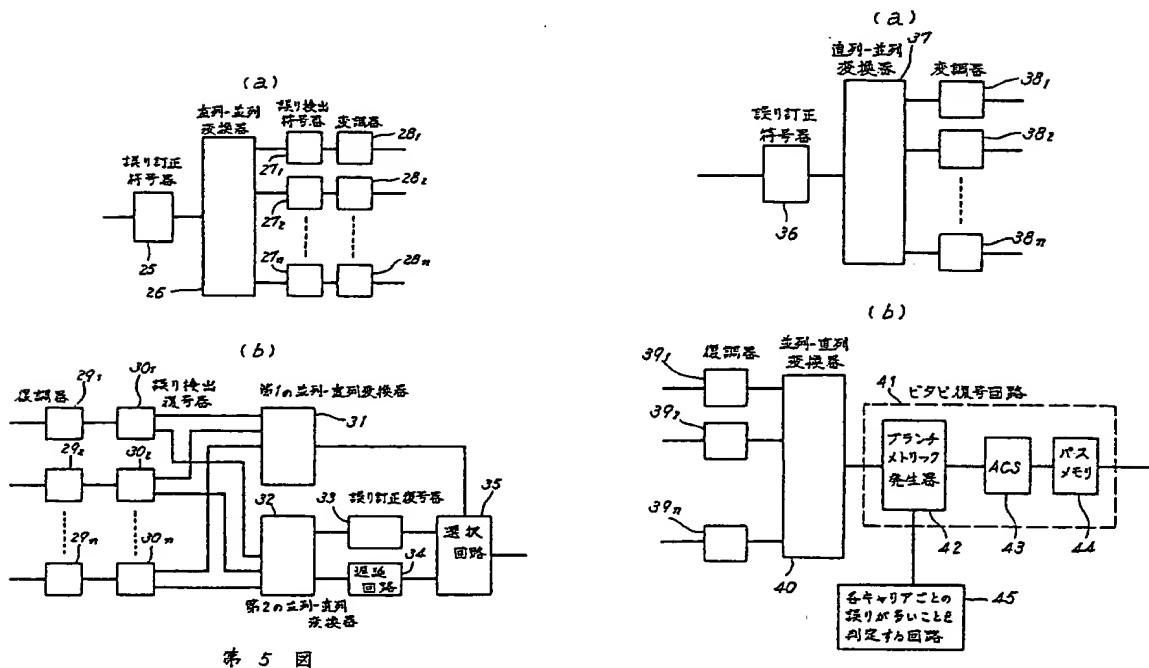 (a)
直列-並列
変換器
誤り検出
符号器
変調器
誤り訂正
符号器
25
26
27₁
27₂
27n
28₁
28₂
28n
(b)
復調器
29₁
29₂
29n
誤り検出
復号器
30₁
30₂
30n
第1の並列-直列変換器
31
32
第2の並列-直列
変換器
33
誤り訂正復号器
34
遅延
回路
35
選択
回路
第 5 図
(a)
直列-並列
変換器
37
変調器
38₁
38₂
38n
誤り訂正
符号器
36
(b)
復調器
39₁
39₂
39n
並列-直列
変換器
40
41
ビタビ復号回路
ブランチ
メトリック
発生器
42
ACS
43
パス
メモリ
44
各キャリアごとの
誤りが多いことを
判定する回路
45